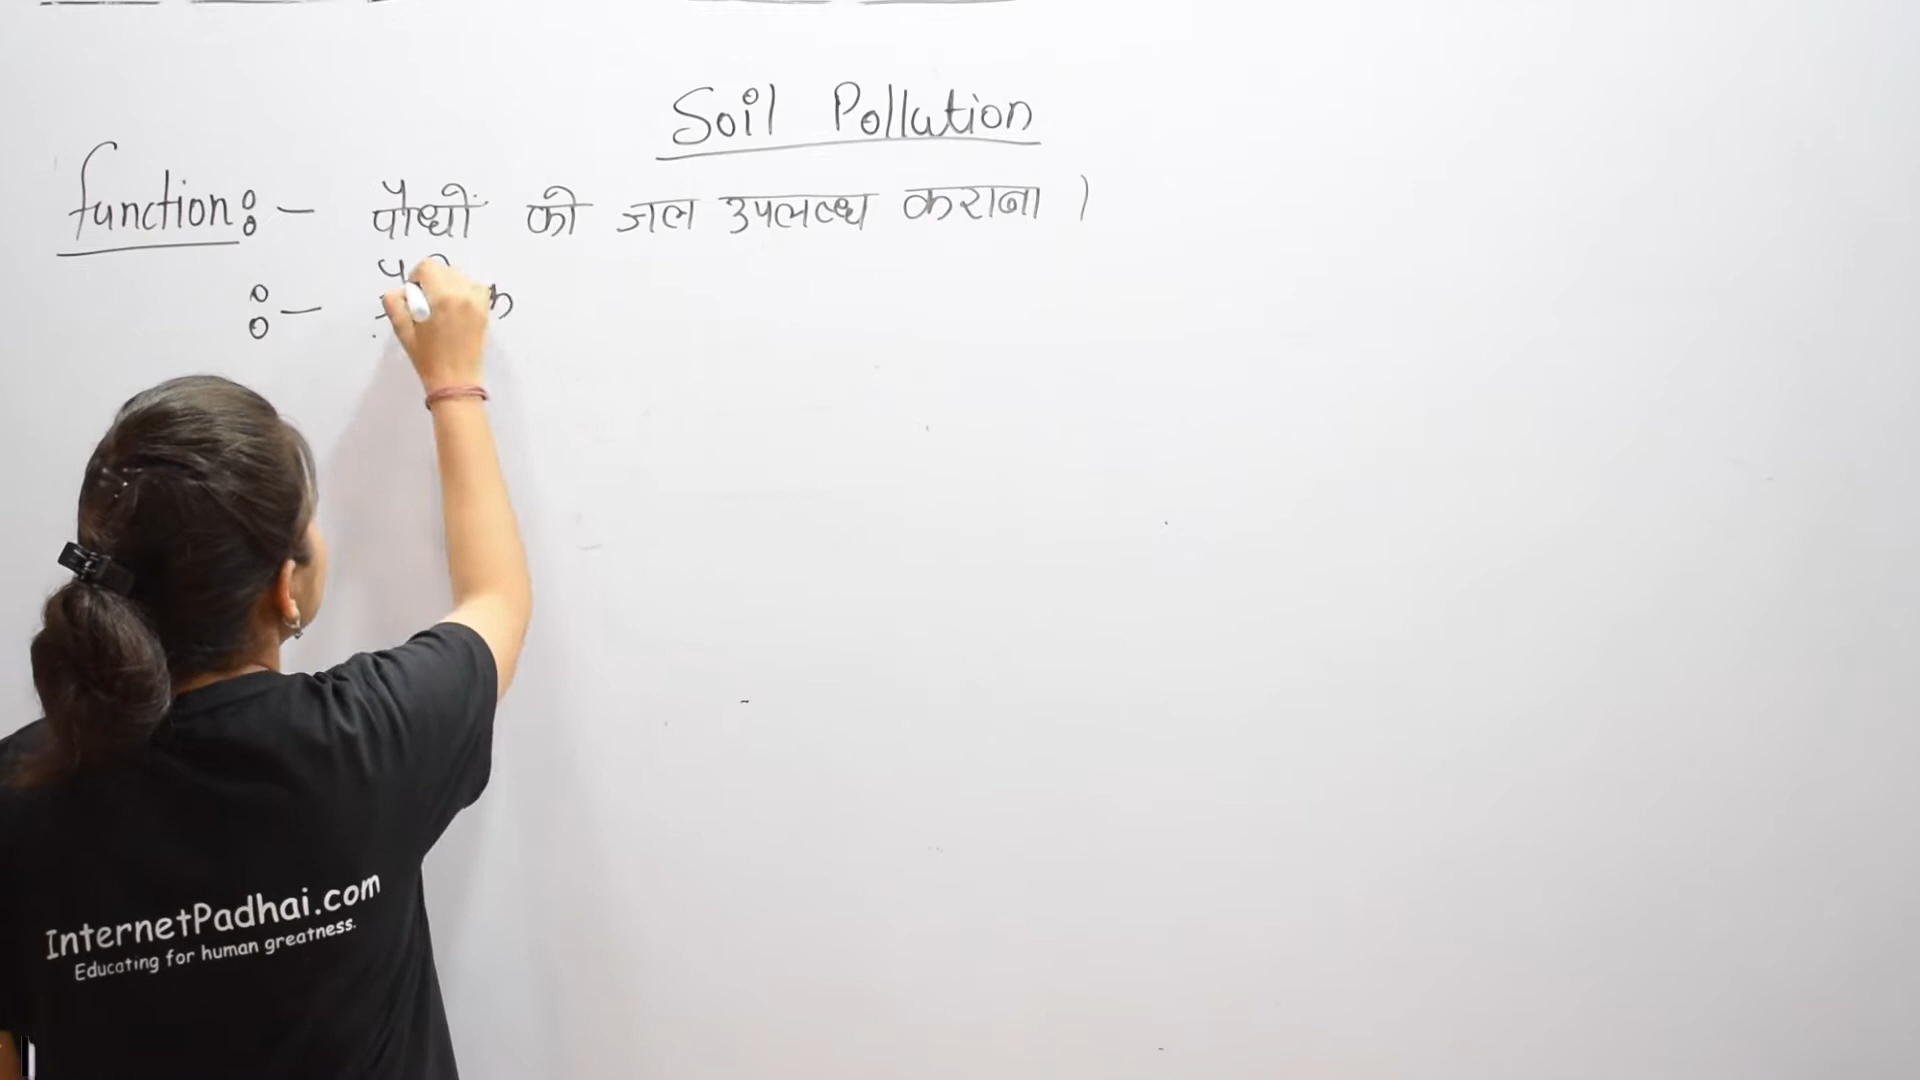 Soil Pollution
function :- पौधों को जल उपलब्ध कराना ।
:-
InternetPadhai.com
Educating for human greatness.